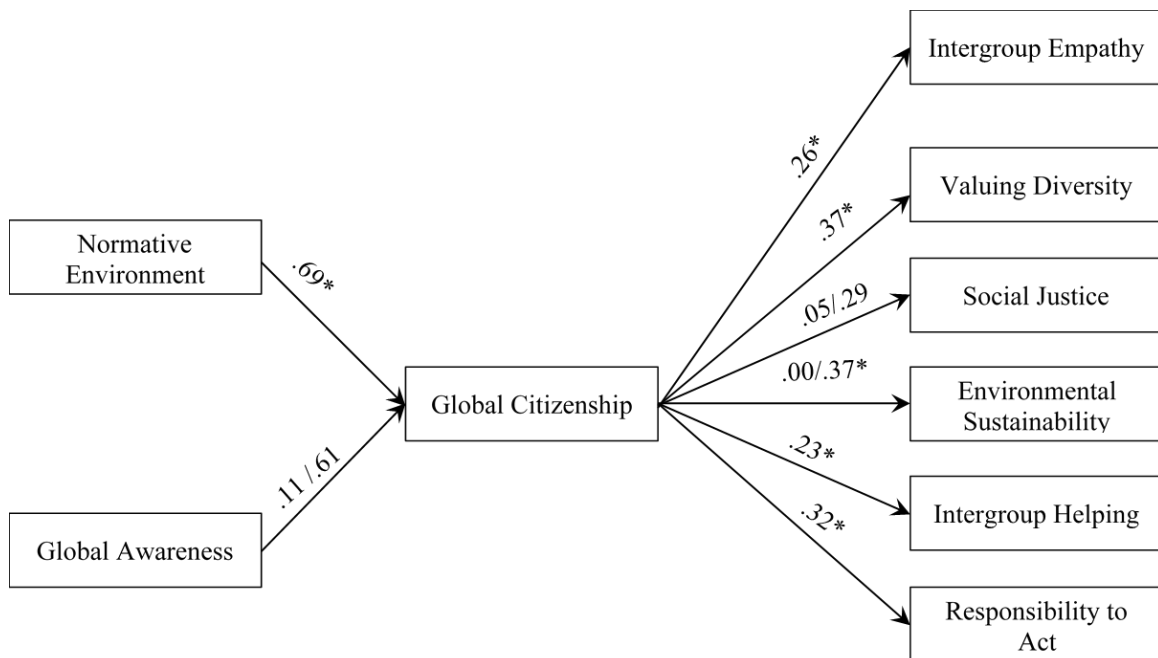 Normative
Environment
.69*
Global Awareness
.11/.61
Global Citizenship
.26*
.37*
.05/.29
.00/.37*
.23*
.32*
Intergroup Empathy
Valuing Diversity
Social Justice
Environmental
Sustainability
Intergroup Helping
Responsibility to
Act